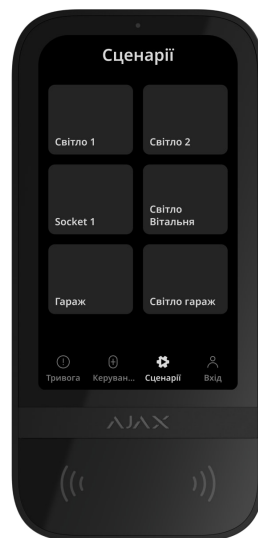 Сценарії
Світло 1
Світло 2
Socket 1
Світло
Вітальня
Гараж
Світло гараж
Тривога
Керуван...
Сценарії
Вхід
AJAX